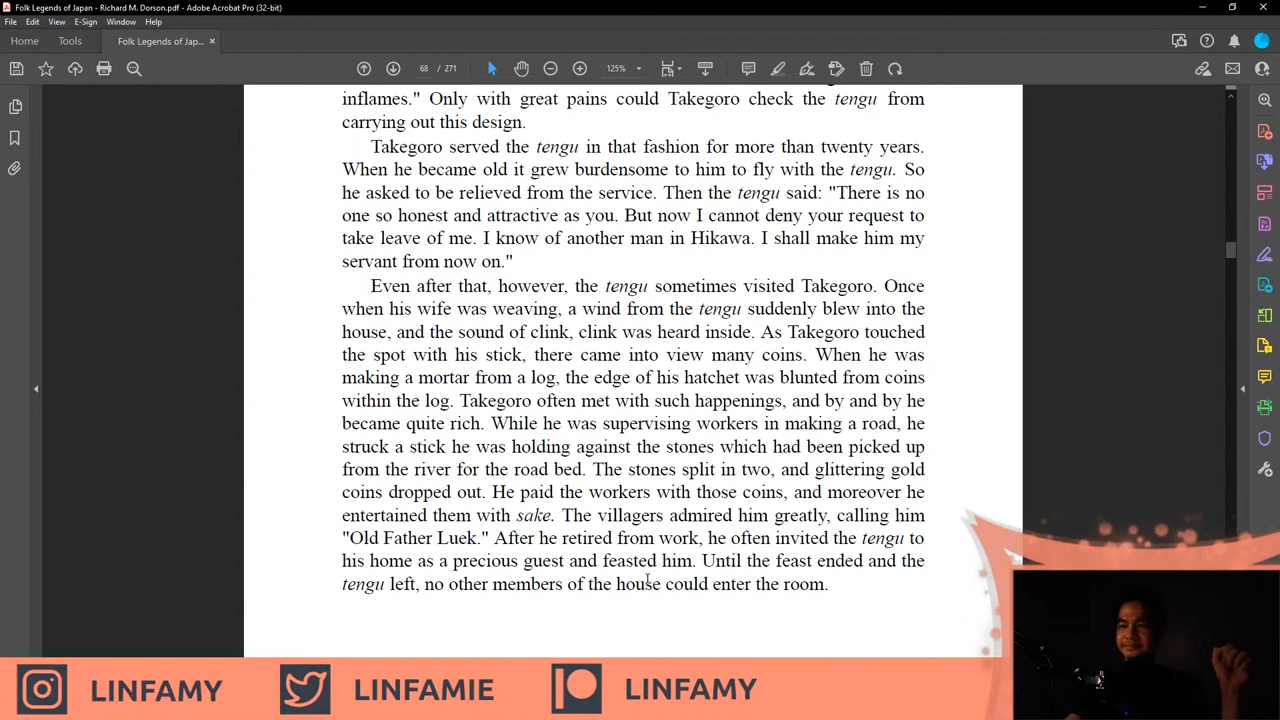 Folk Legends of Japan - Richard M. Dorson.pdf - Adobe Acrobat Pro (32-bit)
File Edit View E-Sign Window Help
Home Tools Folk Legends of Jap... ×
68 / 271 125%
inflames." Only with great pains could Takegoro check the tengu from
carrying out this design.
Takegoro served the tengu in that fashion for more than twenty years.
When he became old it grew burdensome to him to fly with the tengu. So
he asked to be relieved from the service. Then the tengu said: "There is no
one so honest and attractive as you. But now I cannot deny your request to
take leave of me. I know of another man in Hikawa. I shall make him my
servant from now on."
Even after that, however, the tengu sometimes visited Takegoro. Once
when his wife was weaving, a wind from the tengu suddenly blew into the
house, and the sound of clink, clink was heard inside. As Takegoro touched
the spot with his stick, there came into view many coins. When he was
making a mortar from a log, the edge of his hatchet was blunted from coins
within the log. Takegoro often met with such happenings, and by and by he
became quite rich. While he was supervising workers in making a road, he
struck a stick he was holding against the stones which had been picked up
from the river for the road bed. The stones split in two, and glittering gold
coins dropped out. He paid the workers with those coins, and moreover he
entertained them with sake. The villagers admired him greatly, calling him
"Old Father Luek." After he retired from work, he often invited the tengu to
his home as a precious guest and feasted him. Until the feast ended and the
tengu left, no other members of the house could enter the room.
LINFAMY LINFAMIE LINFAMY